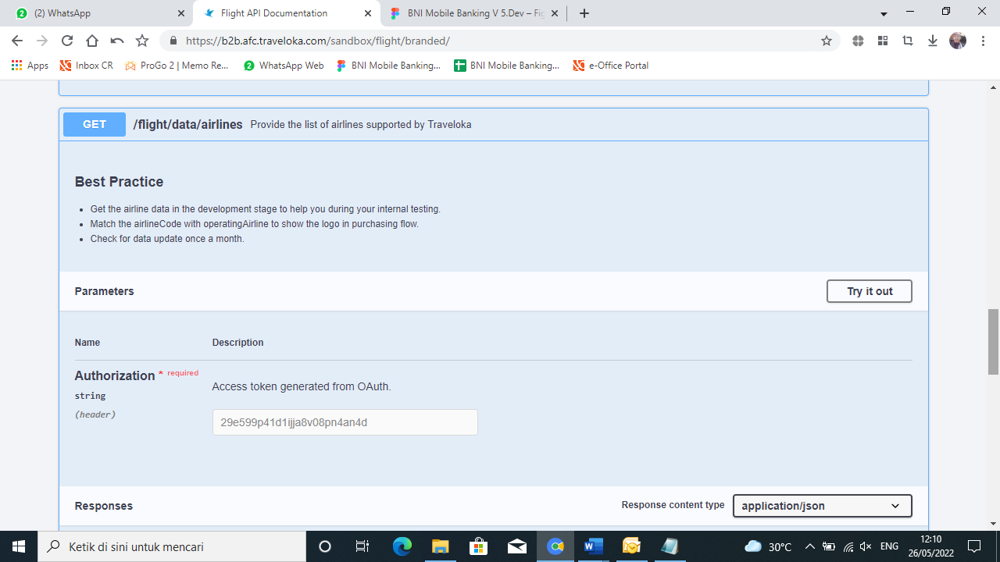 (2) WhatsApp
Flight API Documentation
BNI Mobile Banking V 5.Dev – Fig
https://b2b.afc.traveloka.com/sandbox/flight/branded/
Apps
Inbox CR
ProGo 2 | Memo Re...
WhatsApp Web
BNI Mobile Banking...
BNI Mobile Banking...
e-Office Portal
GET /flight/data/airlines Provide the list of airlines supported by Traveloka
Best Practice
• Get the airline data in the development stage to help you during your internal testing.
• Match the airlineCode with operatingAirline to show the logo in purchasing flow.
• Check for data update once a month.
Parameters
Try it out
Name Description
Authorization * required
string
(header)
Access token generated from OAuth.
29e599p41d1ijja8v08pn4an4d
Responses
Response content type
application/json
Ketik di sini untuk mencari
30°C
ENG
12:10
26/05/2022